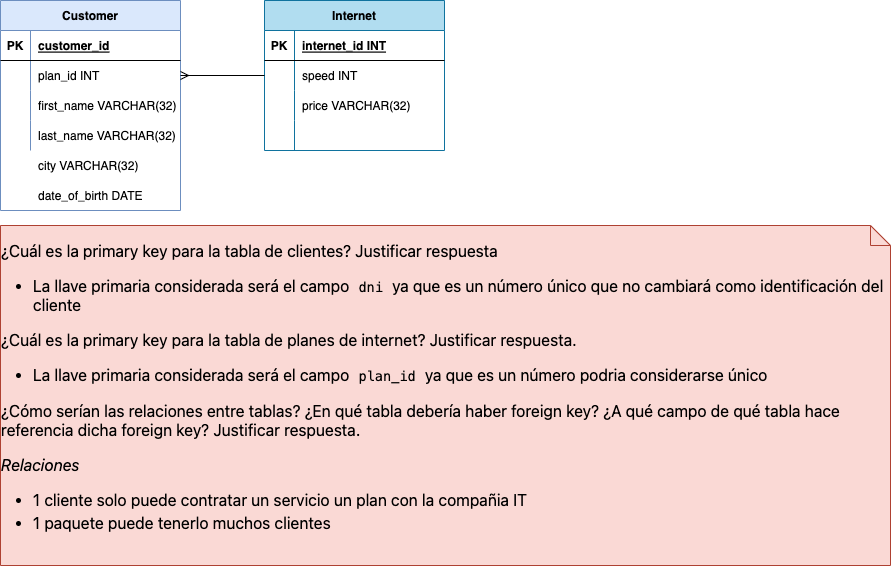 Customer
PK customer_id
plan_id INT
first_name VARCHAR(32)
last_name VARCHAR(32)
city VARCHAR(32)
date_of_birth DATE
Internet
PK internet_id INT
speed INT
price VARCHAR(32)
¿Cuál es la primary key para la tabla de clientes? Justificar respuesta
• La llave primaria considerada será el campo dni ya que es un número único que no cambiará como identificación del
cliente
¿Cuál es la primary key para la tabla de planes de internet? Justificar respuesta.
• La llave primaria considerada será el campo plan_id ya que es un número podria considerarse único
¿Cómo serían las relaciones entre tablas? ¿En qué tabla debería haber foreign key? ¿A qué campo de qué tabla hace
referencia dicha foreign key? Justificar respuesta.
Relaciones
• 1 cliente solo puede contratar un servicio un plan con la compañia IT
• 1 paquete puede tenerlo muchos clientes